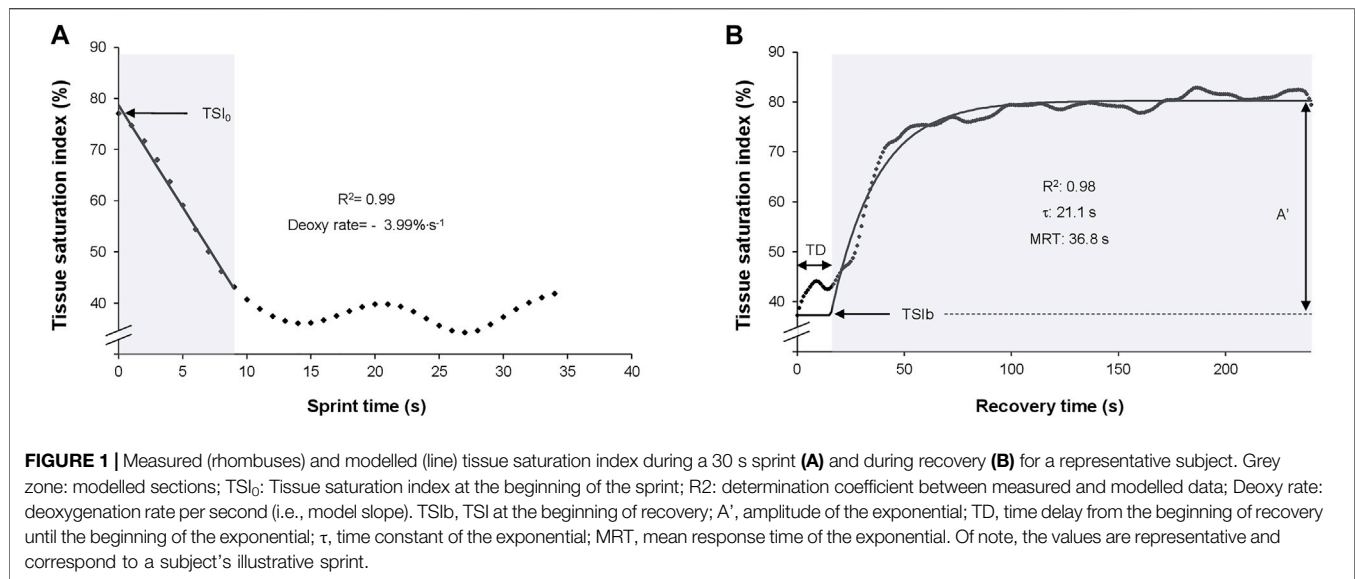 A
B
Tissue saturation index (%)
90
80
70
60
50
40
TSI₀
R²= 0.99
Deoxy rate= - 3.99%·s⁻¹
0 5 10 15 20 25 30 35 40
Sprint time (s)
Tissue saturation index (%)
90
80
70
60
50
40
TD
TSIb
R²: 0.98
τ: 21.1 s
MRT: 36.8 s
A’
0 50 100 150 200
Recovery time (s)
FIGURE 1 | Measured (rhombuses) and modelled (line) tissue saturation index during a 30 s sprint (A) and during recovery (B) for a representative subject. Grey
zone: modelled sections; TSI₀: Tissue saturation index at the beginning of the sprint; R2: determination coefficient between measured and modelled data; Deoxy rate:
deoxygenation rate per second (i.e., model slope). TSIb, TSI at the beginning of recovery; A’, amplitude of the exponential; TD, time delay from the beginning of recovery
until the beginning of the exponential; τ, time constant of the exponential; MRT, mean response time of the exponential. Of note, the values are representative and
correspond to a subject’s illustrative sprint.